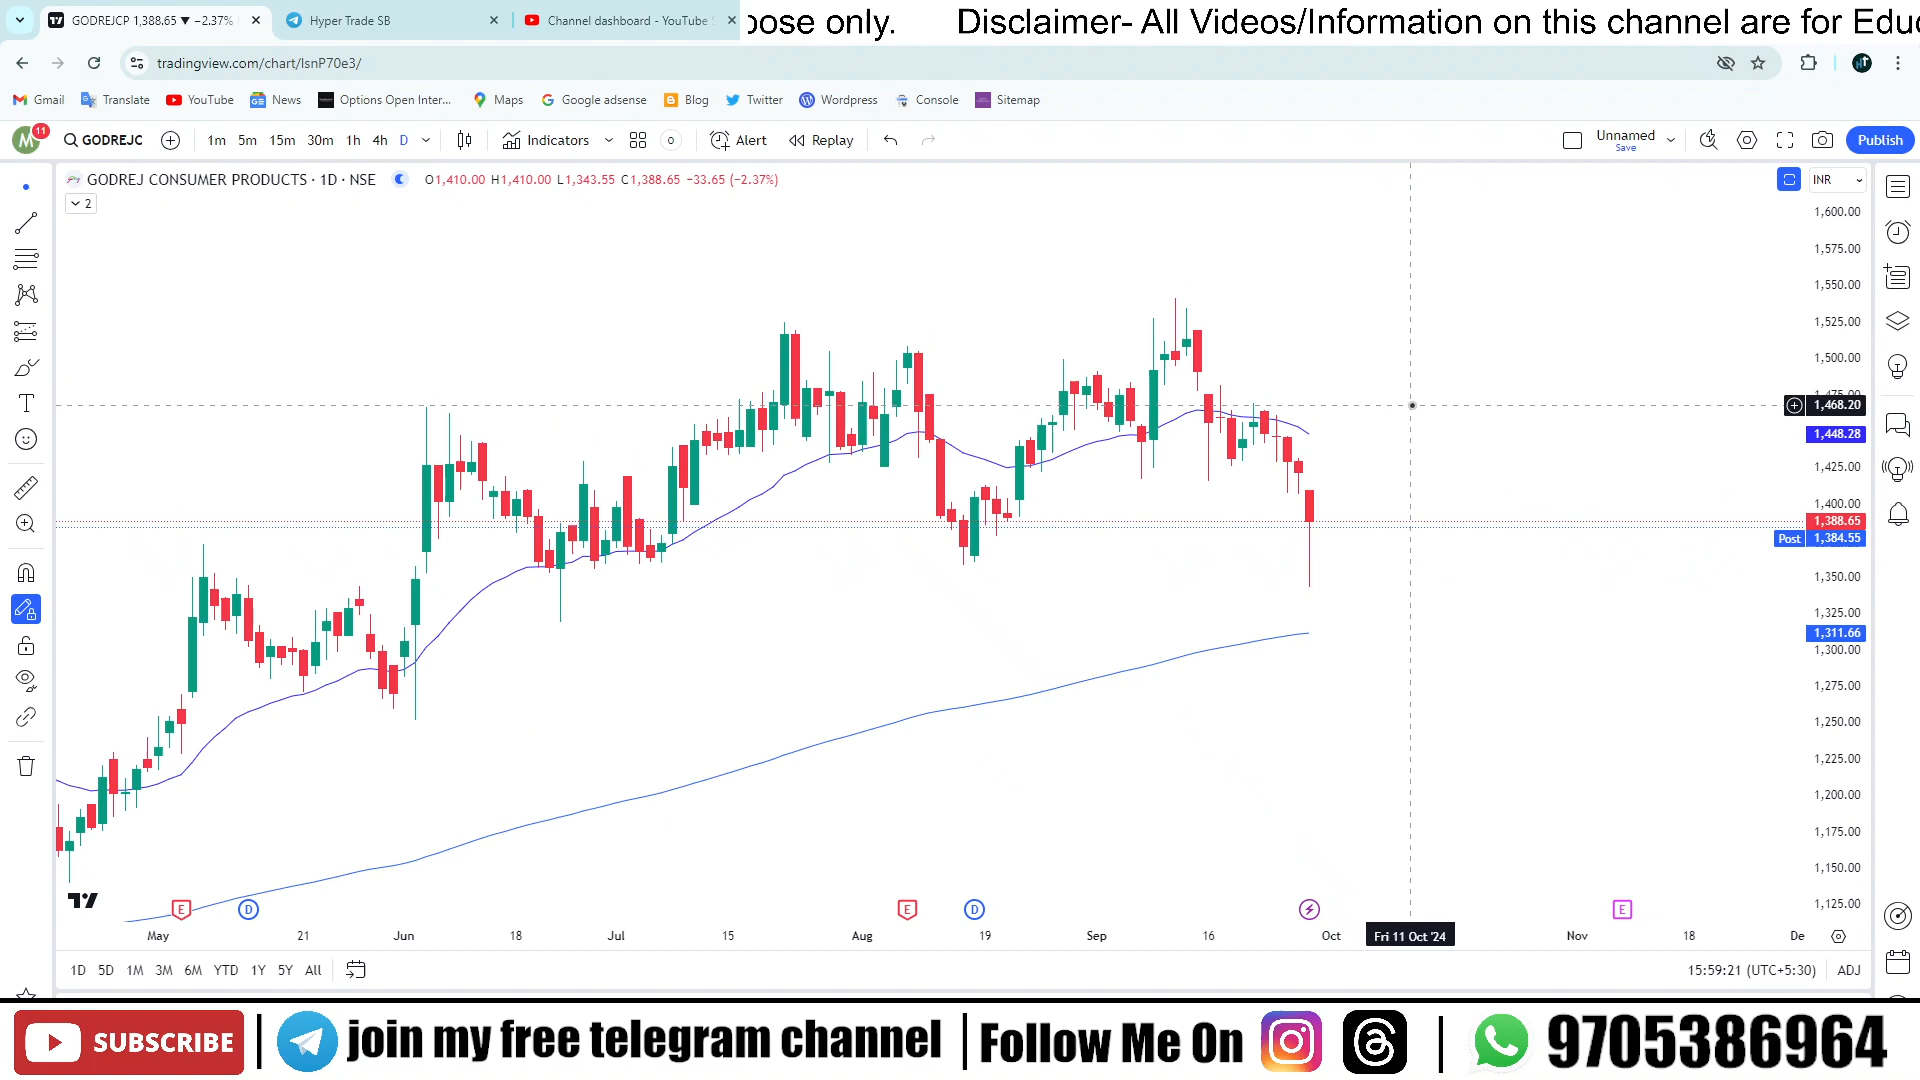 GODREJCP 1,388.65 ▼ −2.37%
Hyper Trade SB
Channel dashboard - YouTube S
pose only. Disclaimer- All Videos/Information on this channel are for Educ
tradingview.com/chart/IsnP70e3/
Gmail Translate YouTube News Options Open Inter... Maps Google adsense Blog Twitter Wordpress Console Sitemap
M 11 GODREJC 1m 5m 15m 30m 1h 4h D Indicators Alert Replay Unnamed Save Publish
GODREJ CONSUMER PRODUCTS · 1D · NSE O1,410.00 H1,410.00 L1,343.55 C1,388.65 −33.65 (−2.37%) INR
2
1,600.00
1,575.00
1,550.00
1,525.00
1,500.00
1,475.00
1,468.20
1,448.28
1,425.00
1,400.00
1,388.65
Post 1,384.55
1,350.00
1,325.00
1,311.66
1,300.00
1,275.00
1,250.00
1,225.00
1,200.00
1,175.00
1,150.00
1,125.00
E D E D E
May 21 Jun 18 Jul 15 Aug 19 Sep 16 Oct Fri 11 Oct '24 Nov 18 De
1D 5D 1M 3M 6M YTD 1Y 5Y All 15:59:21 (UTC+5:30) ADJ
SUBSCRIBE | join my free telegram channel | Follow Me On | 9705386964